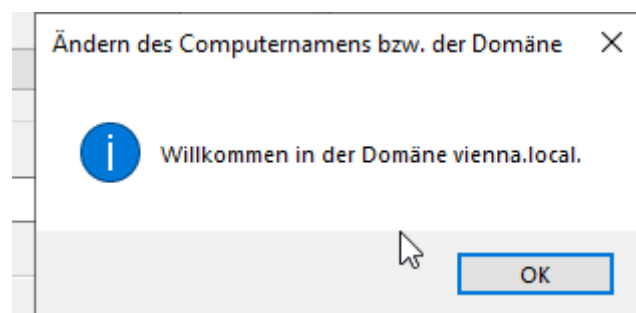 Ändern des Computernamens bzw. der Domäne
Willkommen in der Domäne vienna.local.
OK